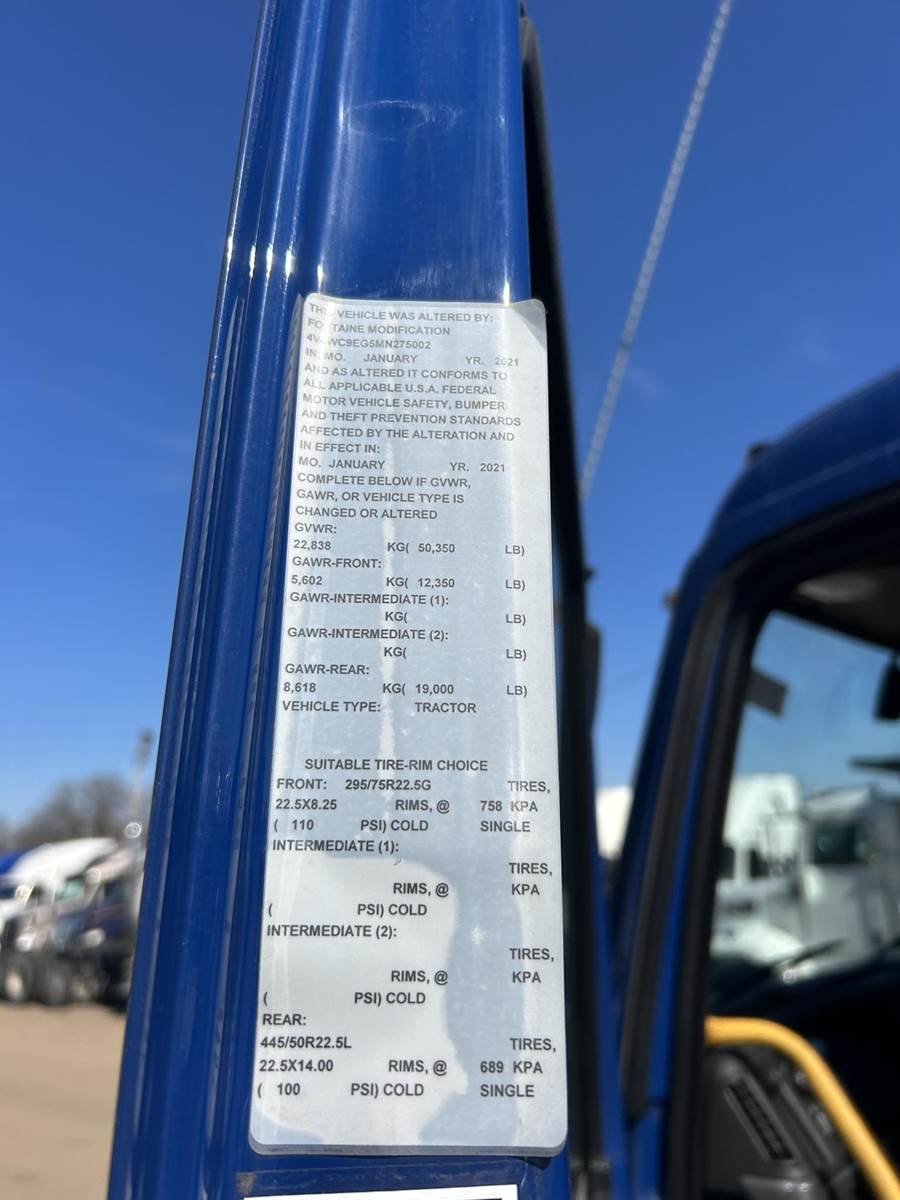 THIS VEHICLE WAS ALTERED BY:
FONTAINE MODIFICATION
IN: MO. JANUARY YR. 2021
AND AS ALTERED IT CONFORMS TO
ALL APPLICABLE U.S.A. FEDERAL
MOTOR VEHICLE SAFETY, BUMPER
AND THEFT PREVENTION STANDARDS
AFFECTED BY THE ALTERATION AND
IN EFFECT IN:
MO. JANUARY YR. 2021
COMPLETE BELOW IF GVWR,
GAWR, OR VEHICLE TYPE IS
CHANGED OR ALTERED
GVWR:
22,838 KG( 50,350 LB)
GAWR-FRONT:
5,602 KG( 12,350 LB)
GAWR-INTERMEDIATE (1):
KG( LB)
GAWR-INTERMEDIATE (2):
KG( LB)
GAWR-REAR:
8,618 KG( 19,000 LB)
VEHICLE TYPE: TRACTOR
SUITABLE TIRE-RIM CHOICE
FRONT: 295/75R22.5G TIRES,
22.5X8.25 RIMS, @ 758 KPA
( 110 PSI) COLD SINGLE
INTERMEDIATE (1):
TIRES,
RIMS, @ KPA
( PSI) COLD
INTERMEDIATE (2):
TIRES,
RIMS, @ KPA
( PSI) COLD
REAR:
445/50R22.5L TIRES,
22.5X14.00 RIMS, @ 689 KPA
( 100 PSI) COLD SINGLE